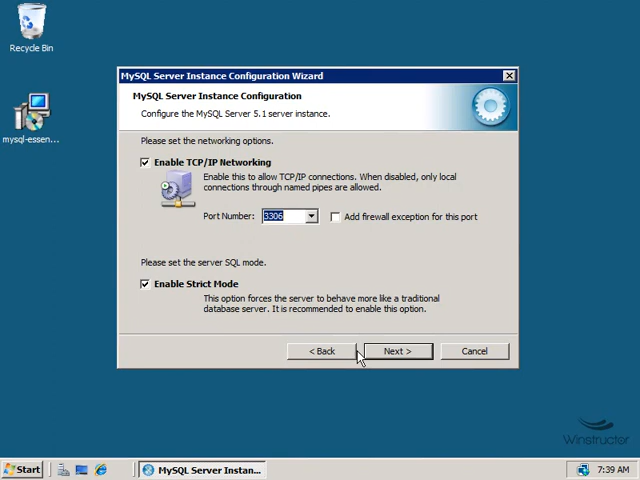 Recycle Bin
mysql-essen...
MySQL Server Instance Configuration Wizard
MySQL Server Instance Configuration
Configure the MySQL Server 5.1 server instance.
Please set the networking options.
Enable TCP/IP Networking
Enable this to allow TCP/IP connections. When disabled, only local
connections through named pipes are allowed.
Port Number: 3306 Add firewall exception for this port
Please set the server SQL mode.
Enable Strict Mode
This option forces the server to behave more like a traditional
database server. It is recommended to enable this option.
< Back Next > Cancel
Winstructor
Start MySQL Server Instan... 7:39 AM